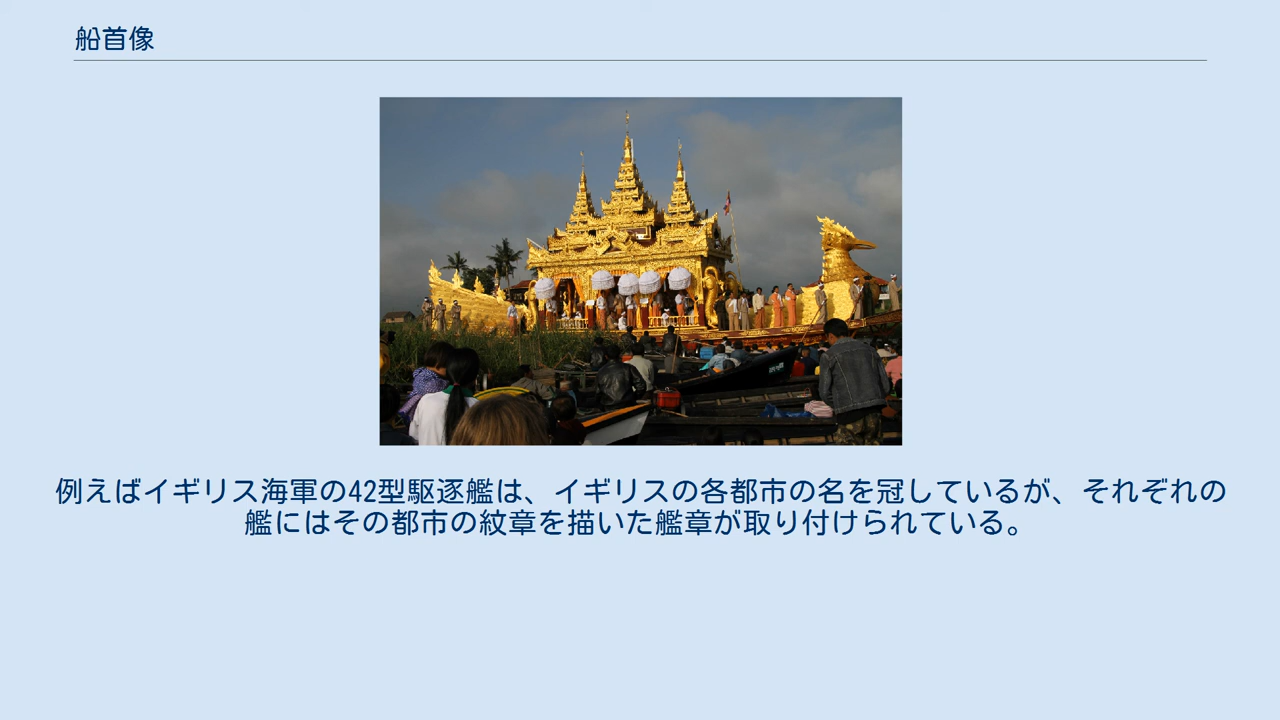 船首像
例えばイギリス海軍の42型駆逐艦は、イギリスの各都市の名を冠しているが、それぞれの
艦にはその都市の紋章を描いた艦章が取り付けられている。